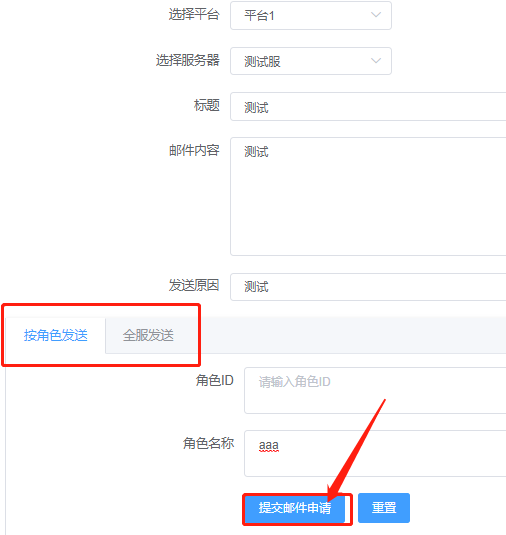 选择平台 平台1
选择服务器 测试服
标题 测试
邮件内容 测试
发送原因 测试
按角色发送 全服发送
角色ID 请输入角色ID
角色名称 aaa
提交邮件申请 重置